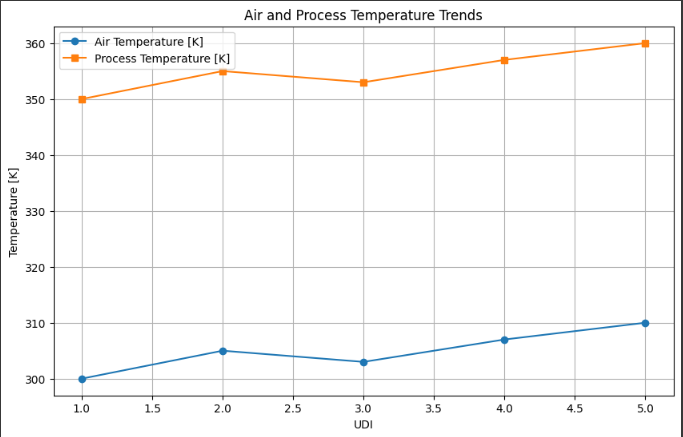 Air and Process Temperature Trends
Air Temperature [K]
Process Temperature [K]
Temperature [K]
360
350
340
330
320
310
300
1.0 1.5 2.0 2.5 3.0 3.5 4.0 4.5 5.0
UDI